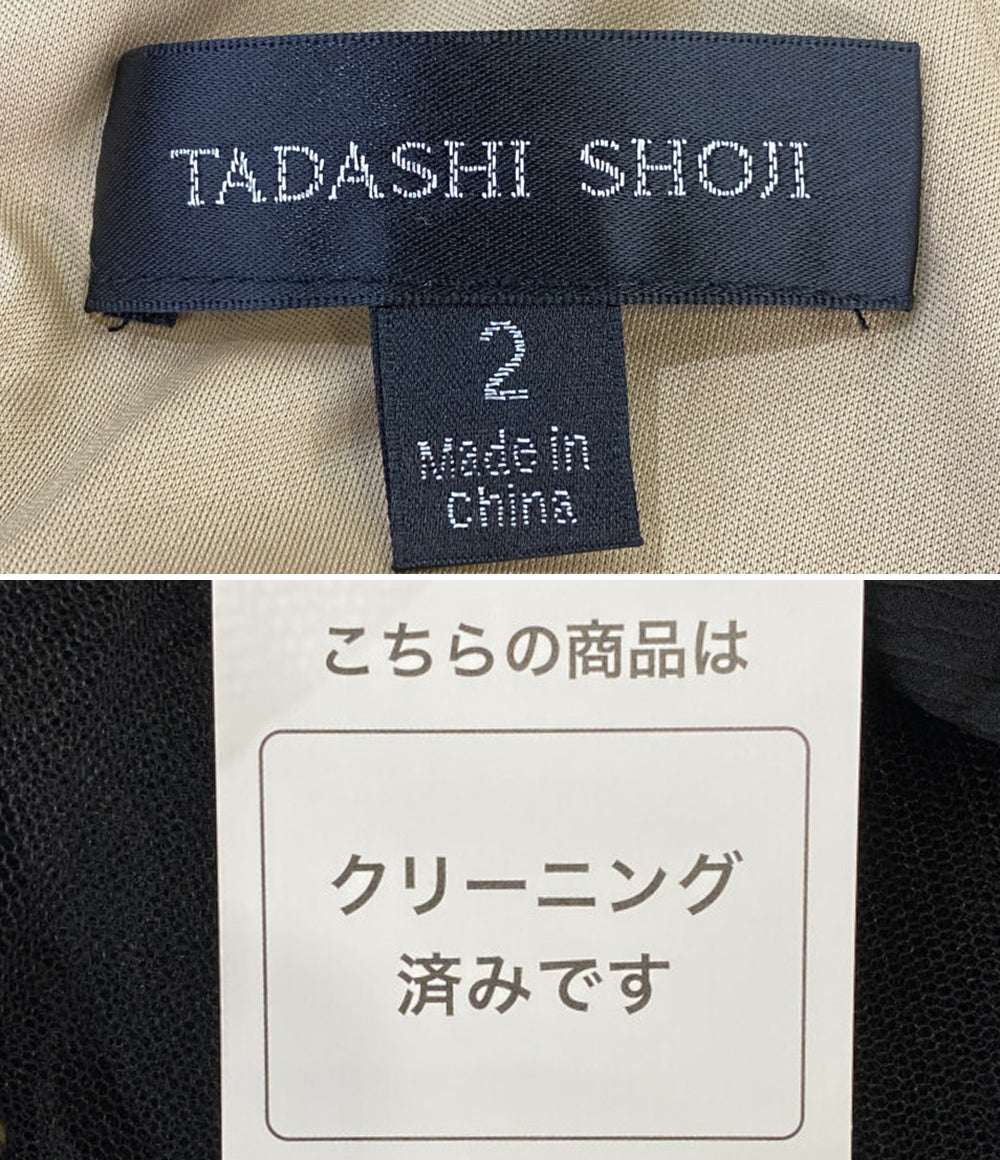 TADASHI SHOJI
2
Made in
China
こちらの商品は
クリーニング
済みです